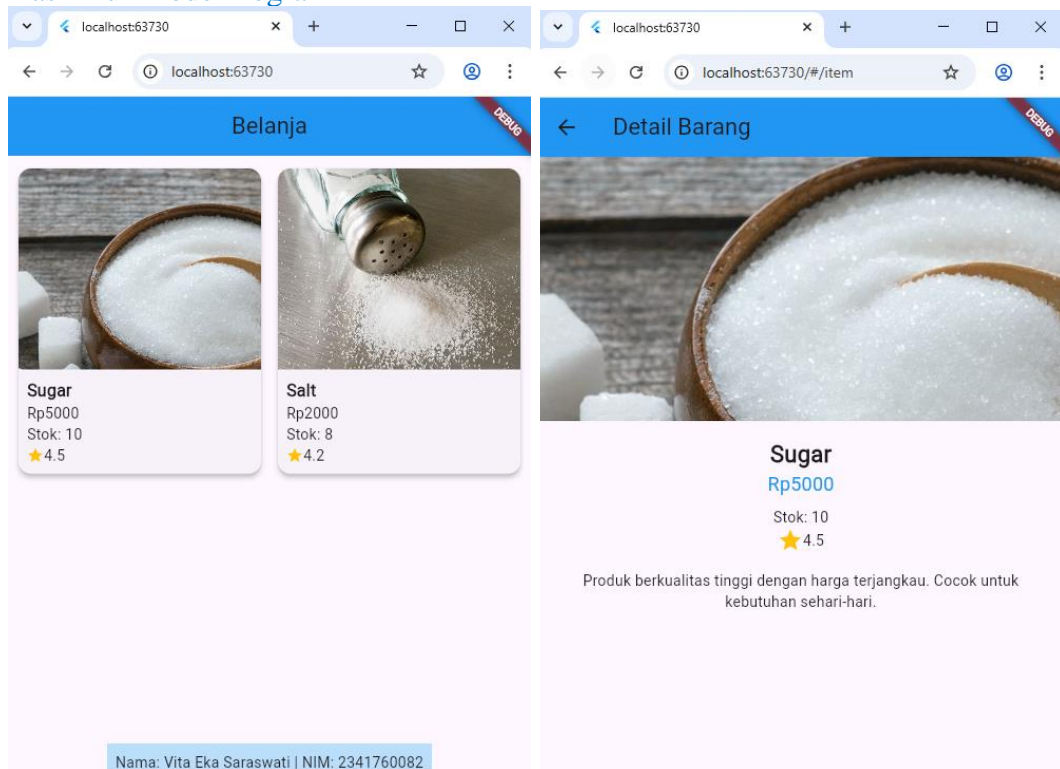 localhost:63730
localhost:63730
Belanja
DEBUG
Sugar
Rp5000
Stok: 10
4.5
Salt
Rp2000
Stok: 8
4.2
Nama: Vita Eka Saraswati | NIM: 2341760082
localhost:63730
localhost:63730/#/item
Detail Barang
DEBUG
Sugar
Rp5000
Stok: 10
4.5
Produk berkualitas tinggi dengan harga terjangkau. Cocok untuk
kebutuhan sehari-hari.